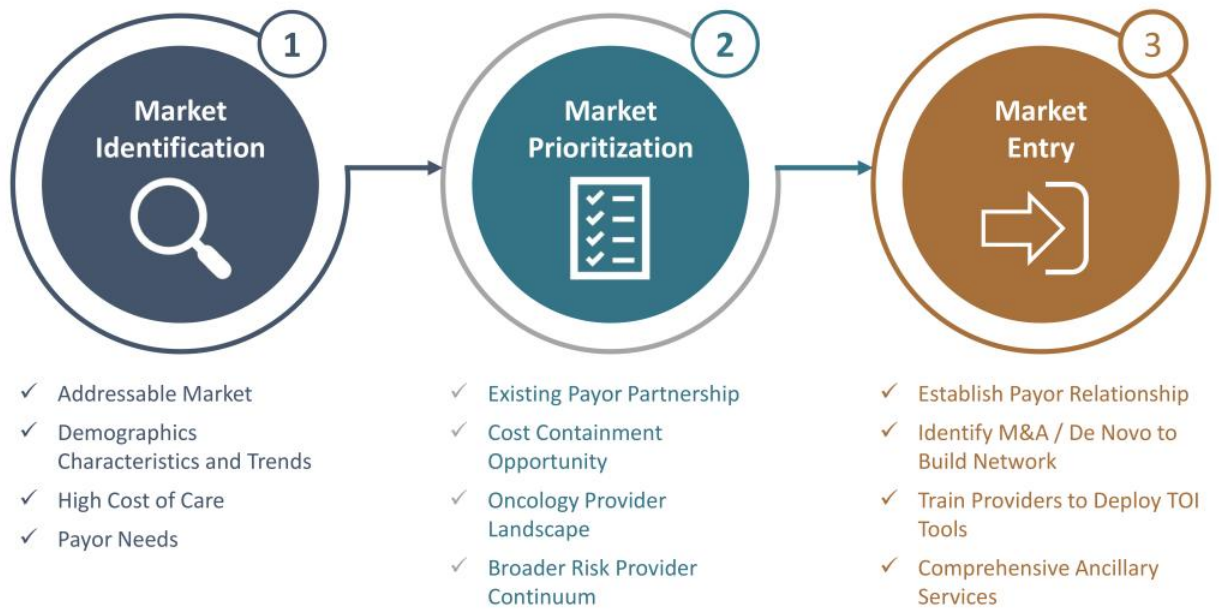 1
Market
Identification
Addressable Market
Demographics
Characteristics and Trends
High Cost of Care
Payor Needs
2
Market
Prioritization
Existing Payor Partnership
Cost Containment
Opportunity
Oncology Provider
Landscape
Broader Risk Provider
Continuum
3
Market
Entry
Establish Payor Relationship
Identify M&A / De Novo to
Build Network
Train Providers to Deploy TOI
Tools
Comprehensive Ancillary
Services